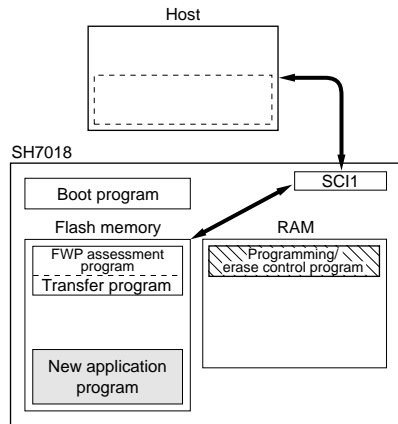 Host
SH7018
SCI1
Boot program
Flash memory
RAM
FWP assessment
program
Transfer program
Programming/
erase control program
New application
program